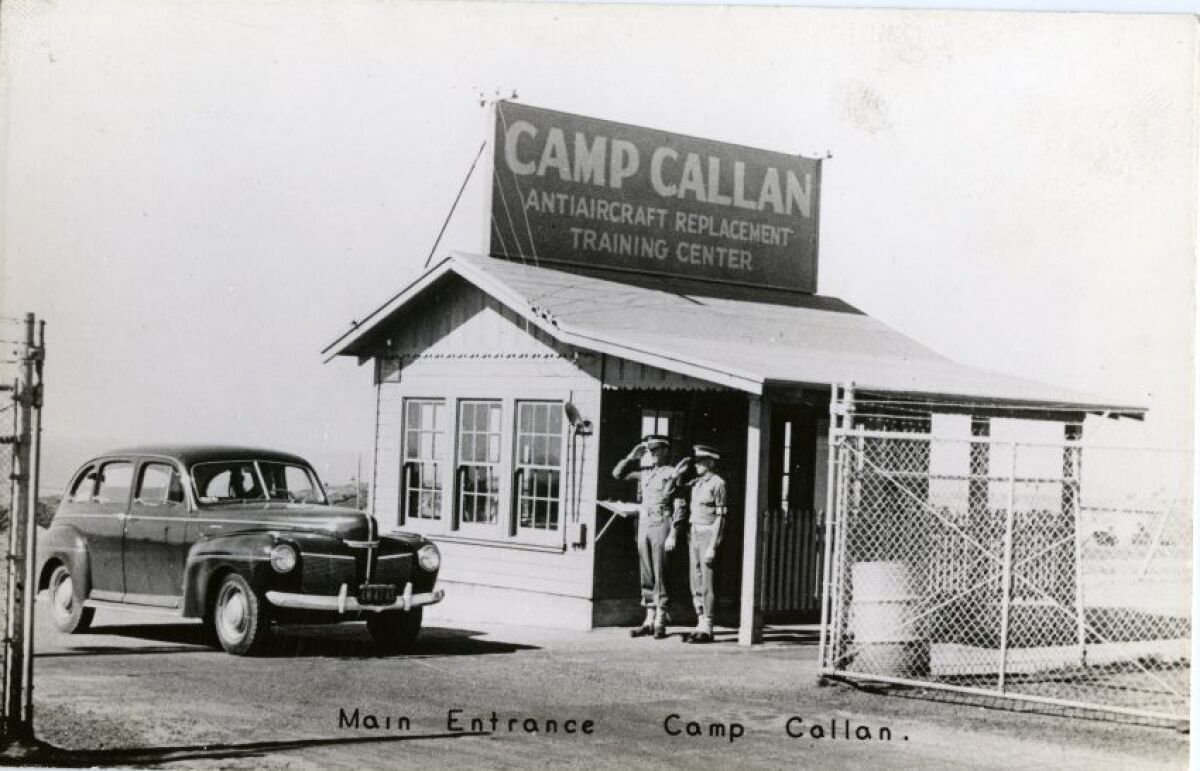 CAMP CALLAN
ANTIAIRCRAFT REPLACEMENT
TRAINING CENTER
Main Entrance Camp Callan.